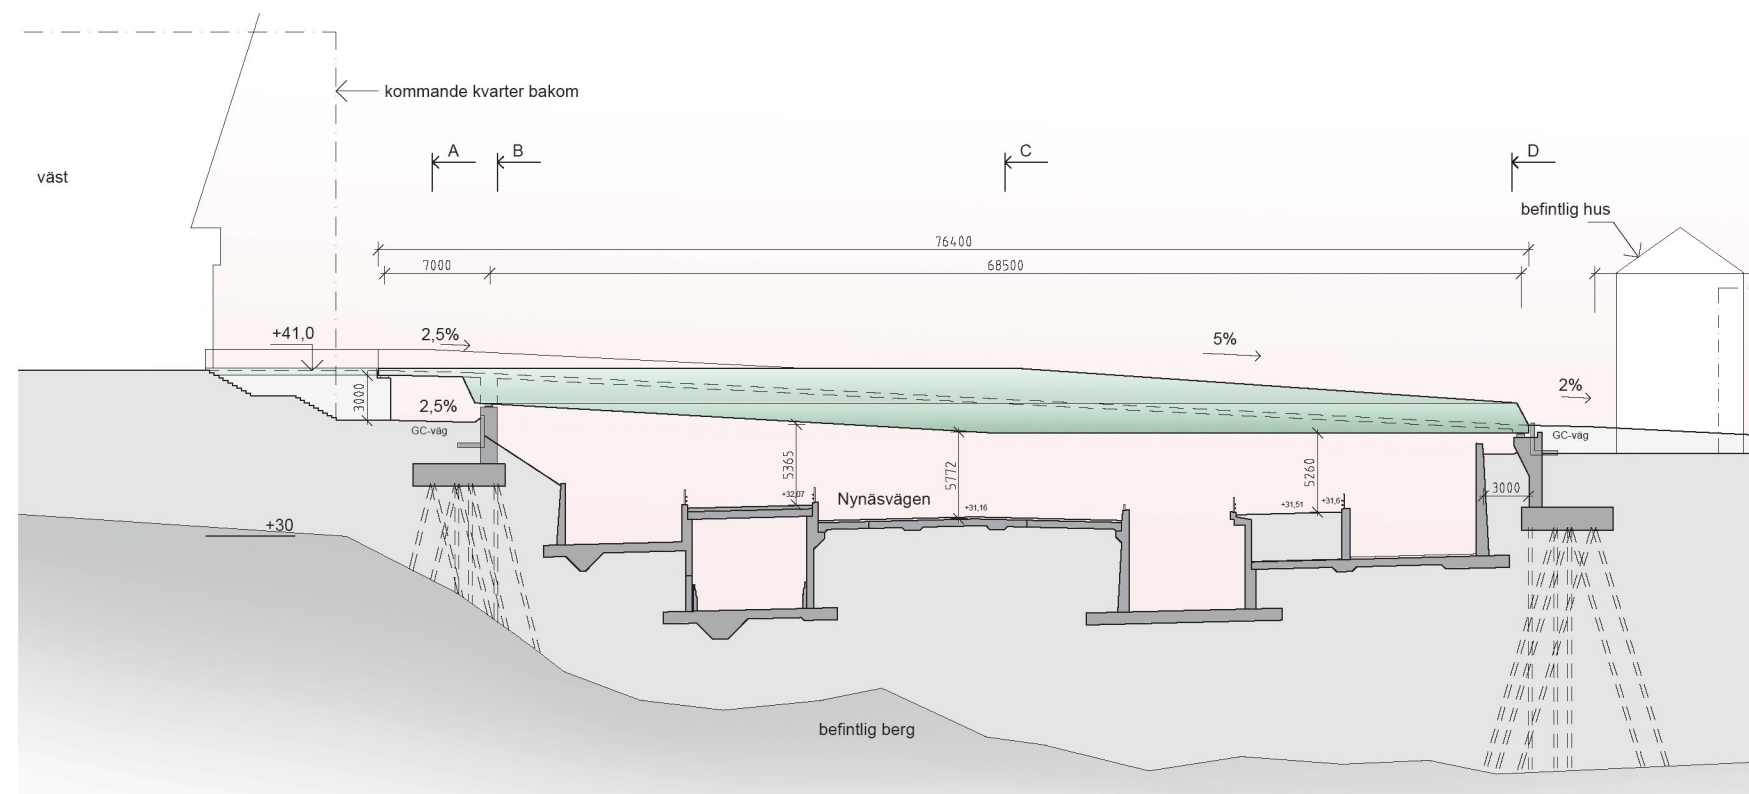 kommande kvarter bakom
A
B
C
D
väst
befintlig hus
76400
7000
68500
+41,0
2,5%
5%
2%
3000
2,5%
GC-väg
GC-väg
5365
5772
5260
+32,07
Nynäsvägen
+31,16
+31,51
+31,6
3000
+30
befintlig berg